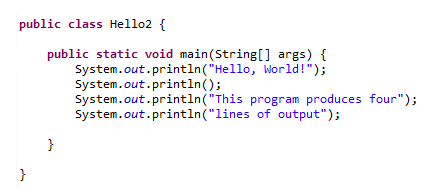 public class Hello2 {
public static void main(String[] args) {
System.out.println("Hello, World!");
System.out.println();
System.out.println("This program produces four");
System.out.println("lines of output");
}
}